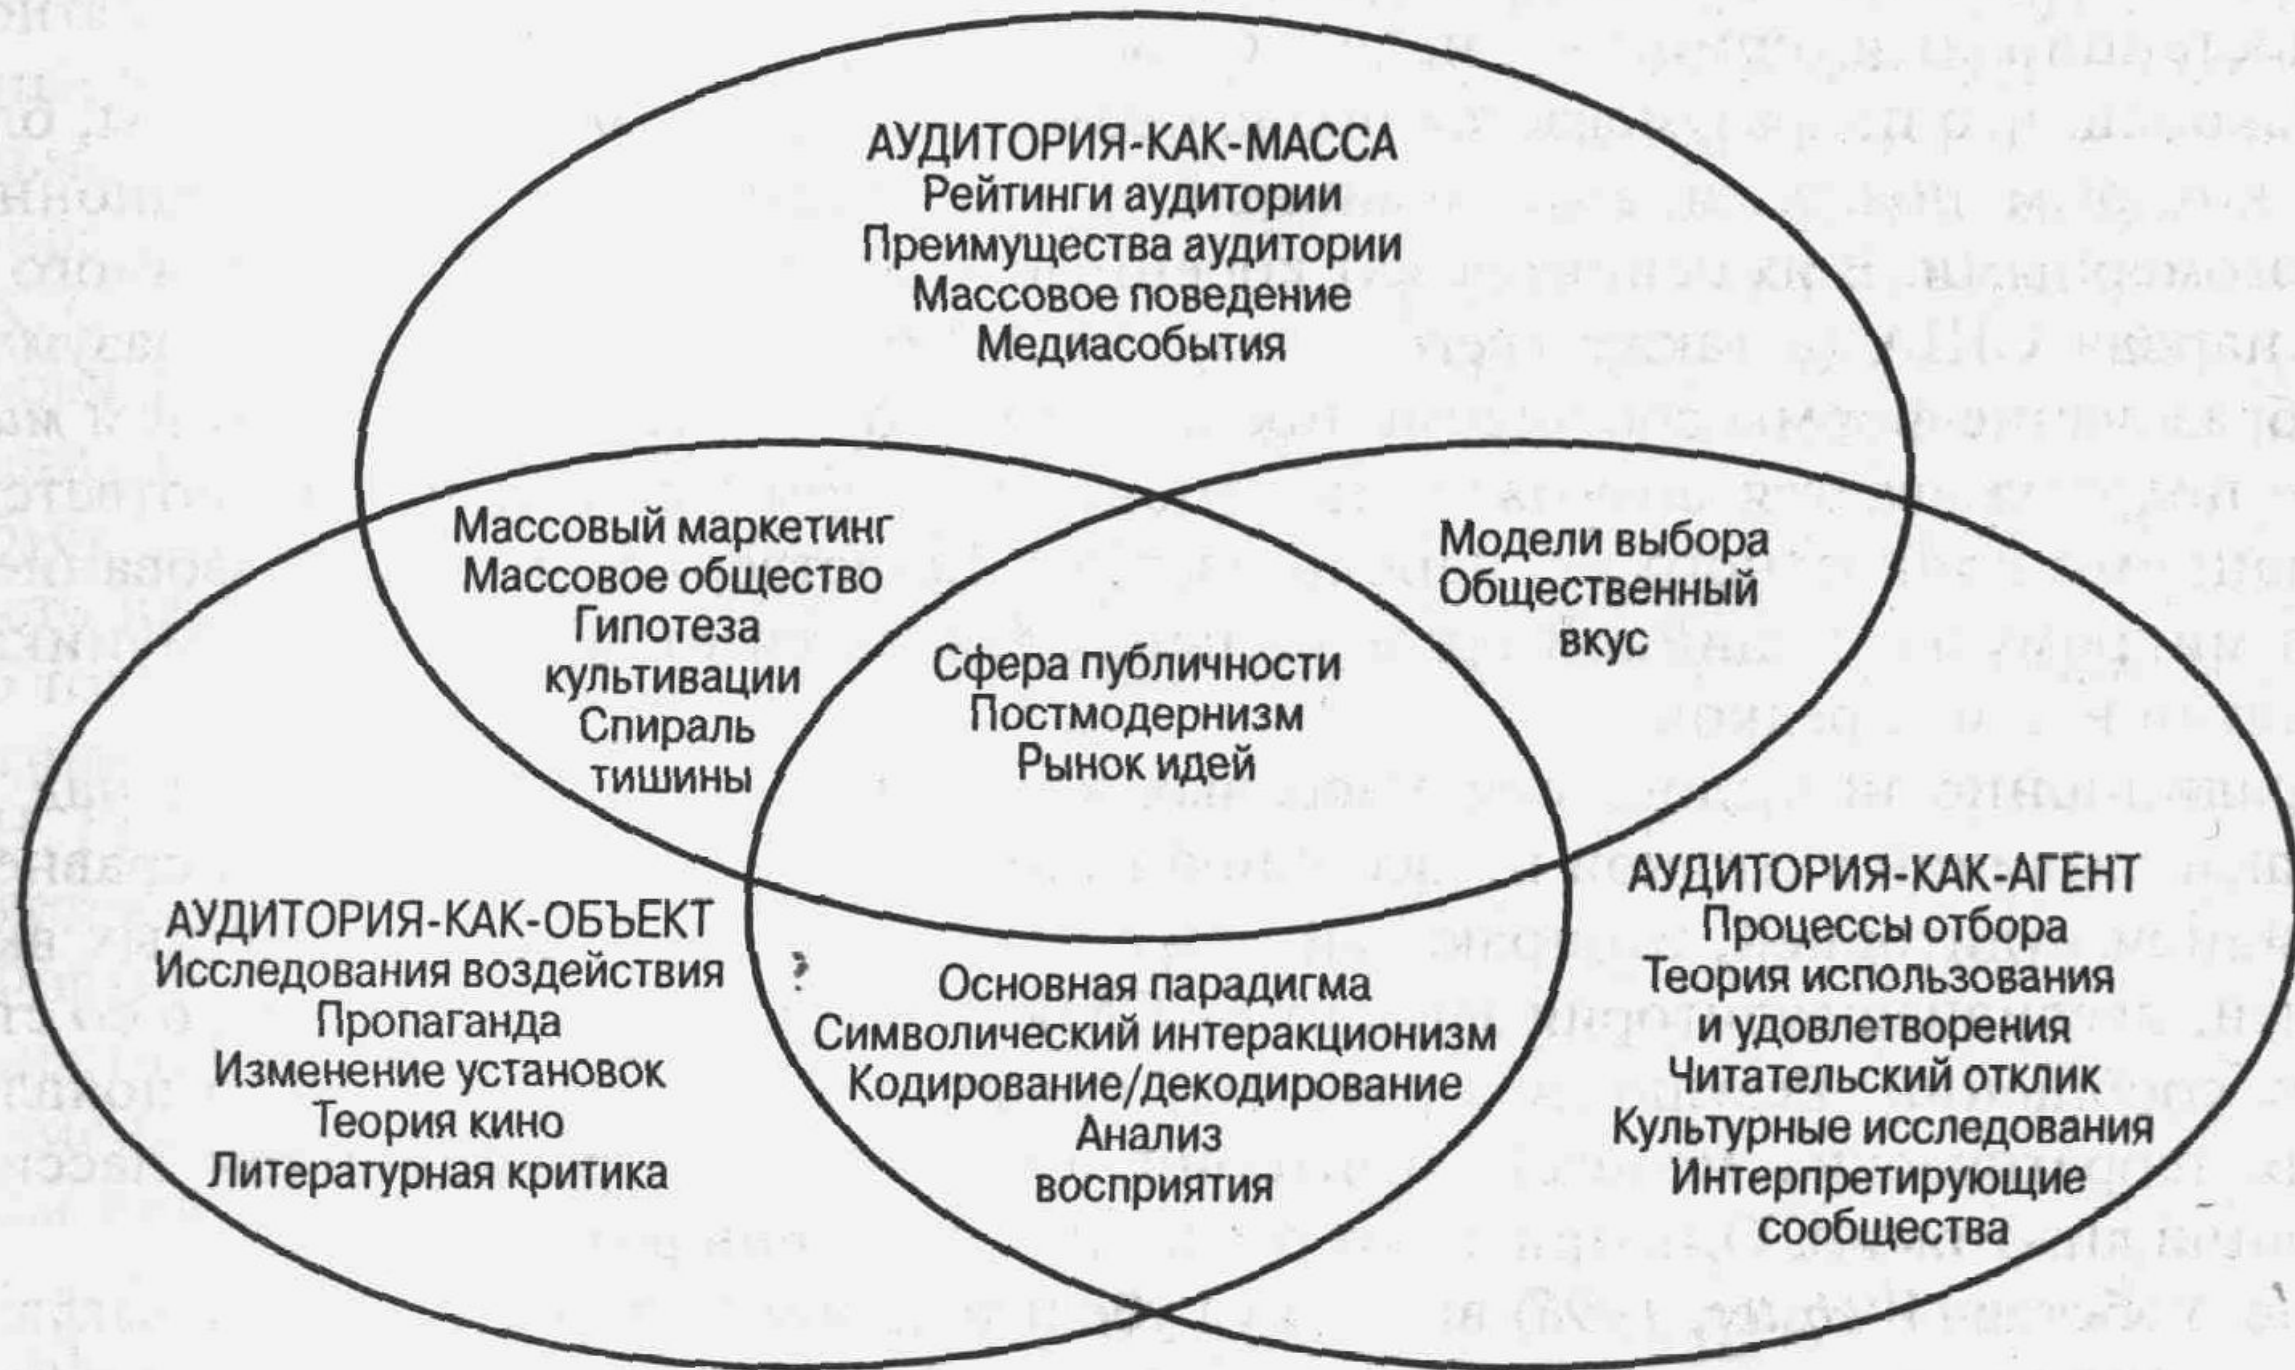 АУДИТОРИЯ-КАК-МАССА
Рейтинги аудитории
Преимущества аудитории
Массовое поведение
Медиасобытия
Массовый маркетинг
Массовое общество
Гипотеза
культивации
Спираль
тишины
Сфера публичности
Постмодернизм
Рынок идей
Модели выбора
Общественный
вкус
АУДИТОРИЯ-КАК-ОБЪЕКТ
Исследования воздействия
Пропаганда
Изменение установок
Теория кино
Литературная критика
Основная парадигма
Символический интеракционизм
Кодирование/декодирование
Анализ
восприятия
АУДИТОРИЯ-КАК-АГЕНТ
Процессы отбора
Теория использования
и удовлетворения
Читательский отклик
Культурные исследования
Интерпретирующие
сообщества